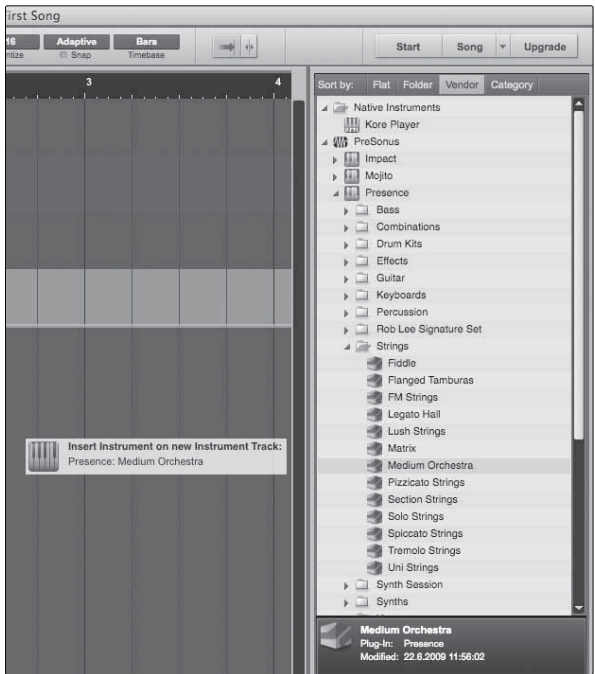 First Song
16 Adaptive Bars
Snap Timebase
Start Song Upgrade
3 4
Sort by: Flat Folder Vendor Category
Native Instruments
Kore Player
PreSonus
Impact
Mojito
Presence
Bass
Combinations
Drum Kits
Effects
Guitar
Keyboards
Percussion
Rob Lee Signature Set
Strings
Fiddle
Flanged Tamburas
FM Strings
Legato Hall
Lush Strings
Matrix
Medium Orchestra
Pizzicato Strings
Section Strings
Solo Strings
Spiccato Strings
Tremolo Strings
Uni Strings
Synth Session
Synths
Insert Instrument on new Instrument Track:
Presence: Medium Orchestra
Medium Orchestra
Plug-In: Presence
Modified: 22.6.2009 11:56:02